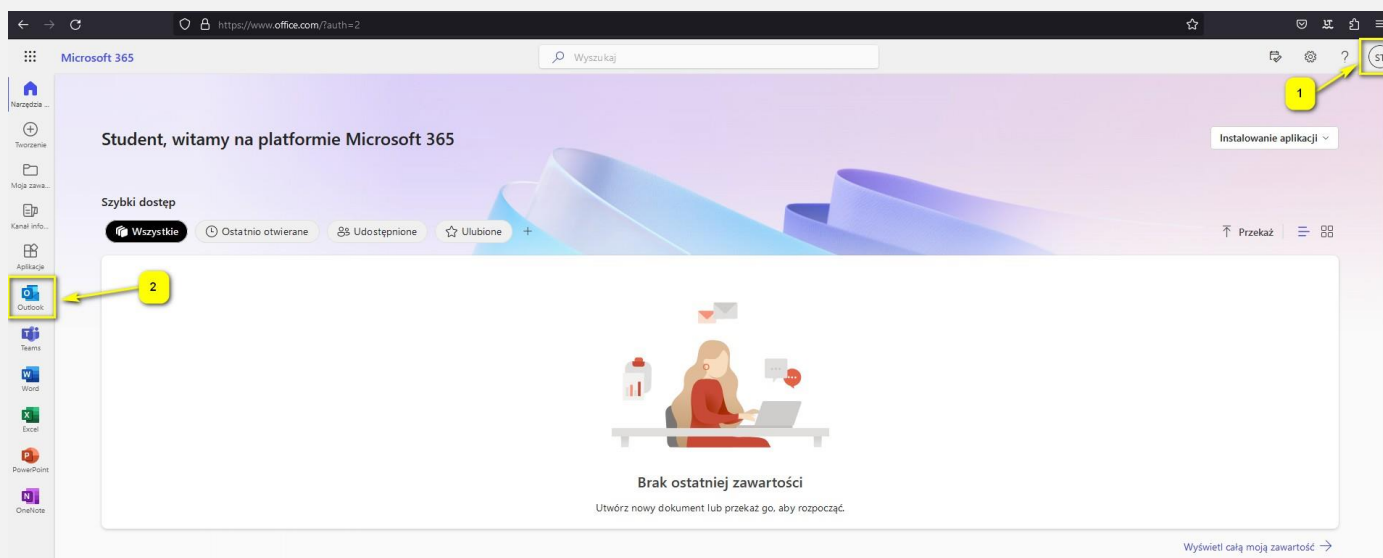 https://www.office.com/?auth=2
Microsoft 365
Wyszukaj
?
ST
1
Narzędzia ...
Tworzenie
Moja zawa...
Kanał info...
Aplikacje
Outlook
2
Teams
Word
Excel
PowerPoint
OneNote
Student, witamy na platformie Microsoft 365
Instalowanie aplikacji
Szybki dostęp
Wszystkie
Ostatnio otwierane
Udostępnione
Ulubione
+
Przekaż
Brak ostatniej zawartości
Utwórz nowy dokument lub przekaż go, aby rozpocząć.
Wyświetl całą moją zawartość →